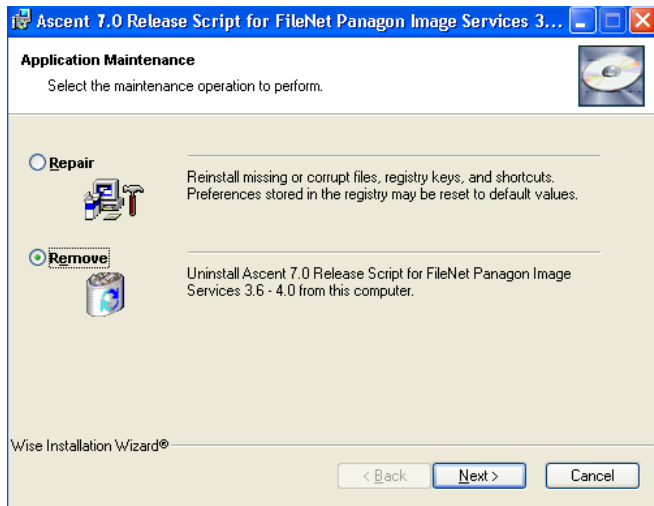 Ascent 7.0 Release Script for FileNet Panagon Image Services 3...
Application Maintenance
Select the maintenance operation to perform.
Repair
Reinstall missing or corrupt files, registry keys, and shortcuts.
Preferences stored in the registry may be reset to default values.
Remove
Uninstall Ascent 7.0 Release Script for FileNet Panagon Image
Services 3.6 - 4.0 from this computer.
Wise Installation Wizard®
< Back
Next >
Cancel